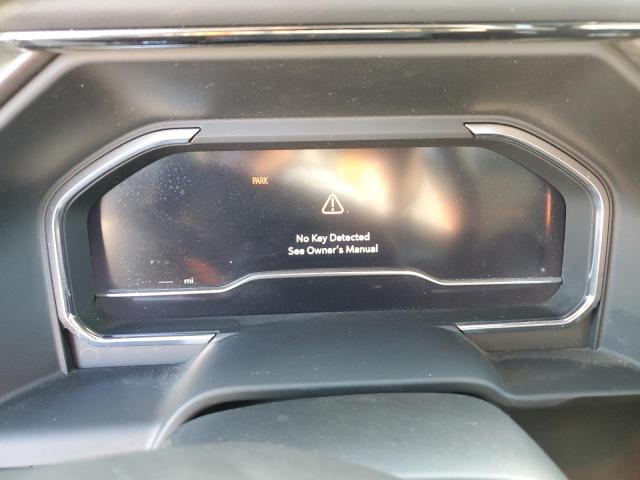 PARK
No Key Detected
See Owner's Manual
------ mi